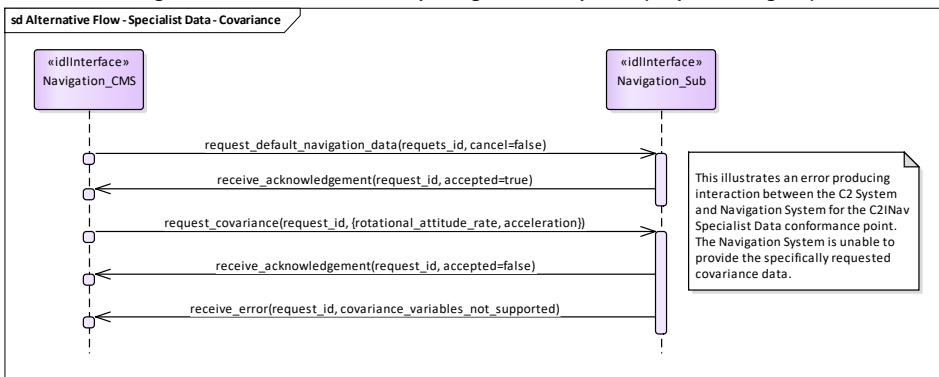 sd Alternative Flow - Specialist Data - Covariance
«idlInterface»
Navigation_CMS
«idlInterface»
Navigation_Sub
request_default_navigation_data(requets_id, cancel=false)
receive_acknowledgement(request_id, accepted=true)
request_covariance(request_id, {rotational_attitude_rate, acceleration})
receive_acknowledgement(request_id, accepted=false)
receive_error(request_id, covariance_variables_not_supported)
This illustrates an error producing
interaction between the C2 System
and Navigation System for the C2INav
Specialist Data conformance point.
The Navigation System is unable to
provide the specifically requested
covariance data.